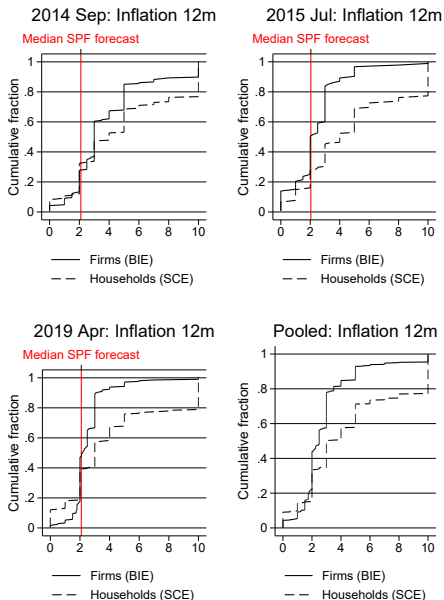 2014 Sep: Inflation 12m
Median SPF forecast
Cumulative fraction
1
.8
.6
.4
.2
0
0 2 4 6 8 10
Firms (BIE)
Households (SCE)
2015 Jul: Inflation 12m
Median SPF forecast
Cumulative fraction
1
.8
.6
.4
.2
0
0 2 4 6 8 10
Firms (BIE)
Households (SCE)
2019 Apr: Inflation 12m
Median SPF forecast
Cumulative fraction
1
.8
.6
.4
.2
0
0 2 4 6 8 10
Firms (BIE)
Households (SCE)
Pooled: Inflation 12m
Cumulative fraction
1
.8
.6
.4
.2
0
0 2 4 6 8 10
Firms (BIE)
Households (SCE)